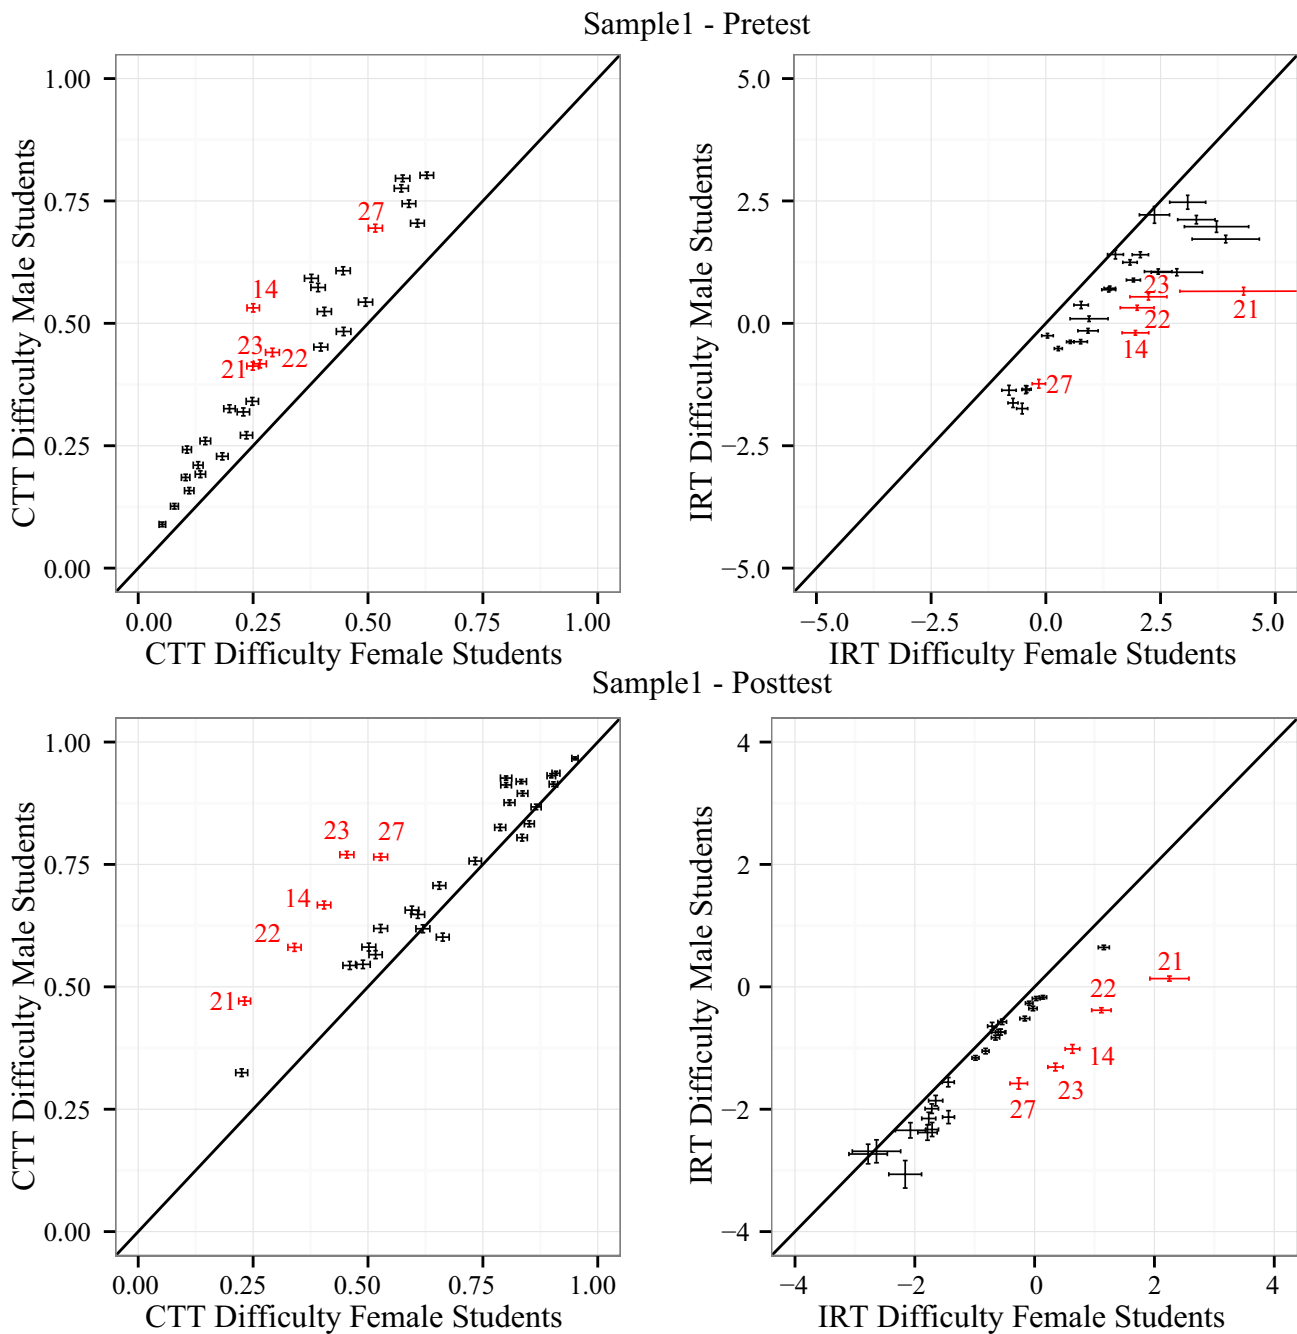 Sample1 - Pretest
CTT Difficulty Male Students
1.00
0.75
0.50
0.25
0.00
27
14
23
22
21
0.00 0.25 0.50 0.75 1.00
CTT Difficulty Female Students
IRT Difficulty Male Students
5.0
2.5
0.0
−2.5
−5.0
23
21
22
14
27
−5.0 −2.5 0.0 2.5 5.0
IRT Difficulty Female Students
Sample1 - Posttest
CTT Difficulty Male Students
1.00
0.75
0.50
0.25
0.00
23
27
14
22
21
0.00 0.25 0.50 0.75 1.00
CTT Difficulty Female Students
IRT Difficulty Male Students
4
2
0
−2
−4
21
22
14
23
27
−4 −2 0 2 4
IRT Difficulty Female Students